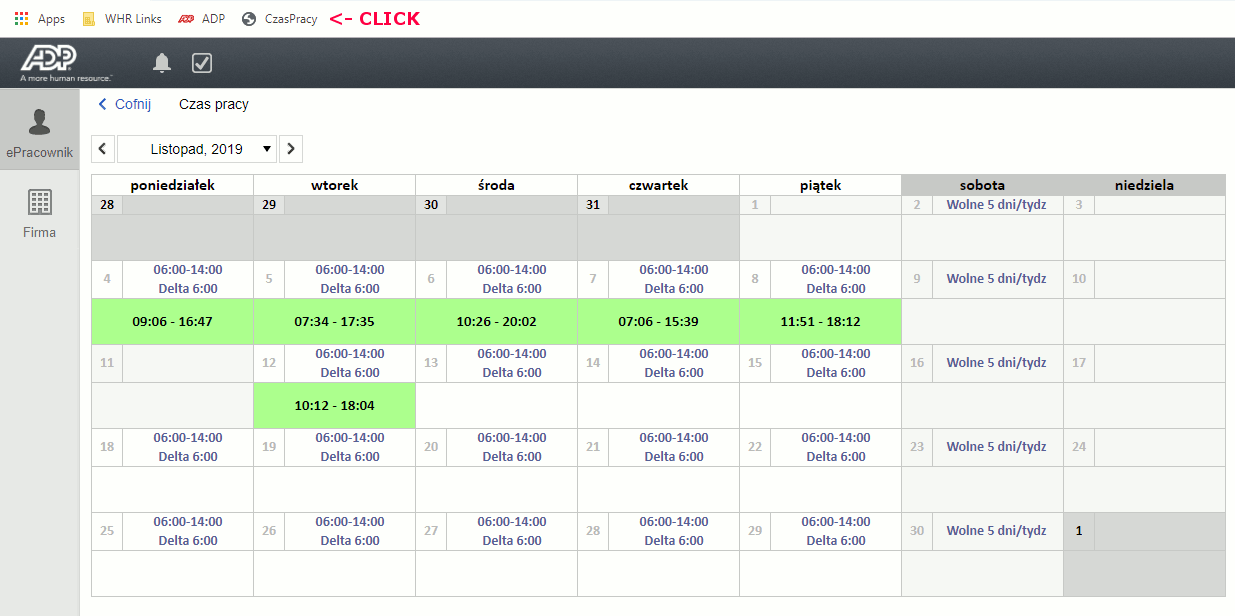 Apps WHR Links ADP CzasPracy <- CLICK
ADP
A more human resource.™
ePracownik
Firma
Cofnij Czas pracy
Listopad, 2019
poniedziałek wtorek środa czwartek piątek sobota niedziela
28 29 30 31 1 2 Wolne 5 dni/tydz 3
4 06:00-14:00 5 06:00-14:00 6 06:00-14:00 7 06:00-14:00 8 06:00-14:00 9 Wolne 5 dni/tydz 10
Delta 6:00 Delta 6:00 Delta 6:00 Delta 6:00 Delta 6:00
09:06 - 16:47 07:34 - 17:35 10:26 - 20:02 07:06 - 15:39 11:51 - 18:12
11 12 06:00-14:00 13 06:00-14:00 14 06:00-14:00 15 06:00-14:00 16 Wolne 5 dni/tydz 17
Delta 6:00 Delta 6:00 Delta 6:00 Delta 6:00
10:12 - 18:04
18 06:00-14:00 19 06:00-14:00 20 06:00-14:00 21 06:00-14:00 22 06:00-14:00 23 Wolne 5 dni/tydz 24
Delta 6:00 Delta 6:00 Delta 6:00 Delta 6:00 Delta 6:00
25 06:00-14:00 26 06:00-14:00 27 06:00-14:00 28 06:00-14:00 29 06:00-14:00 30 Wolne 5 dni/tydz 1
Delta 6:00 Delta 6:00 Delta 6:00 Delta 6:00 Delta 6:00